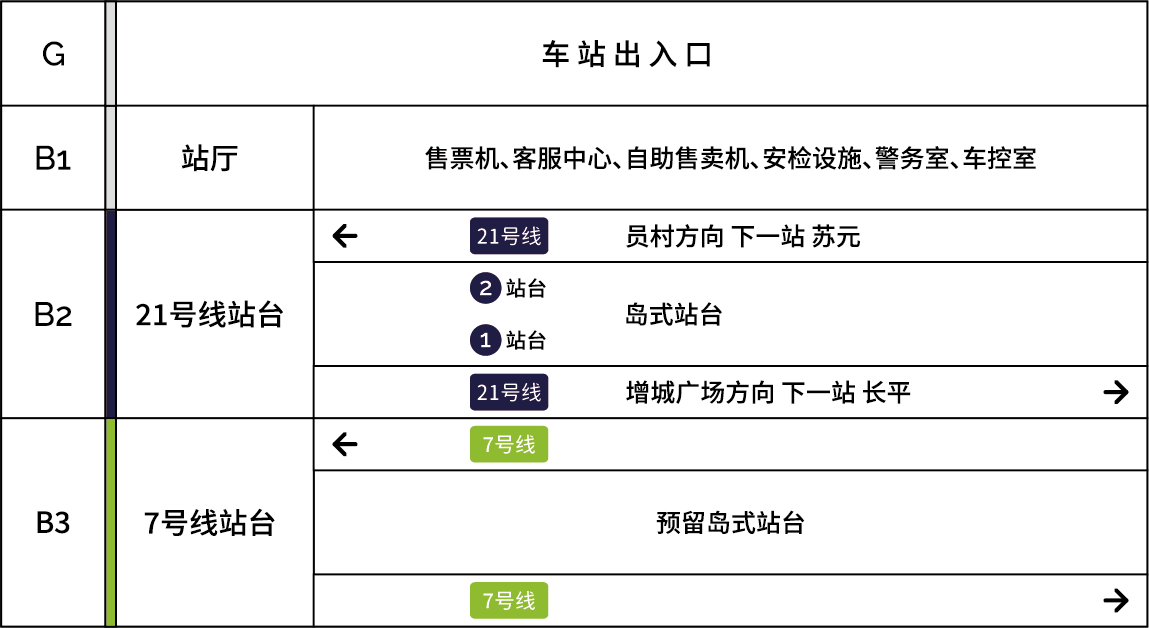 G
车站出入口
B1
站厅
售票机、客服中心、自助售卖机、安检设施、警务室、车控室
B2
21号线站台
← 21号线 员村方向 下一站 苏元
2 站台
岛式站台
1 站台
21号线 增城广场方向 下一站 长平 →
B3
7号线站台
← 7号线
预留岛式站台
7号线 →